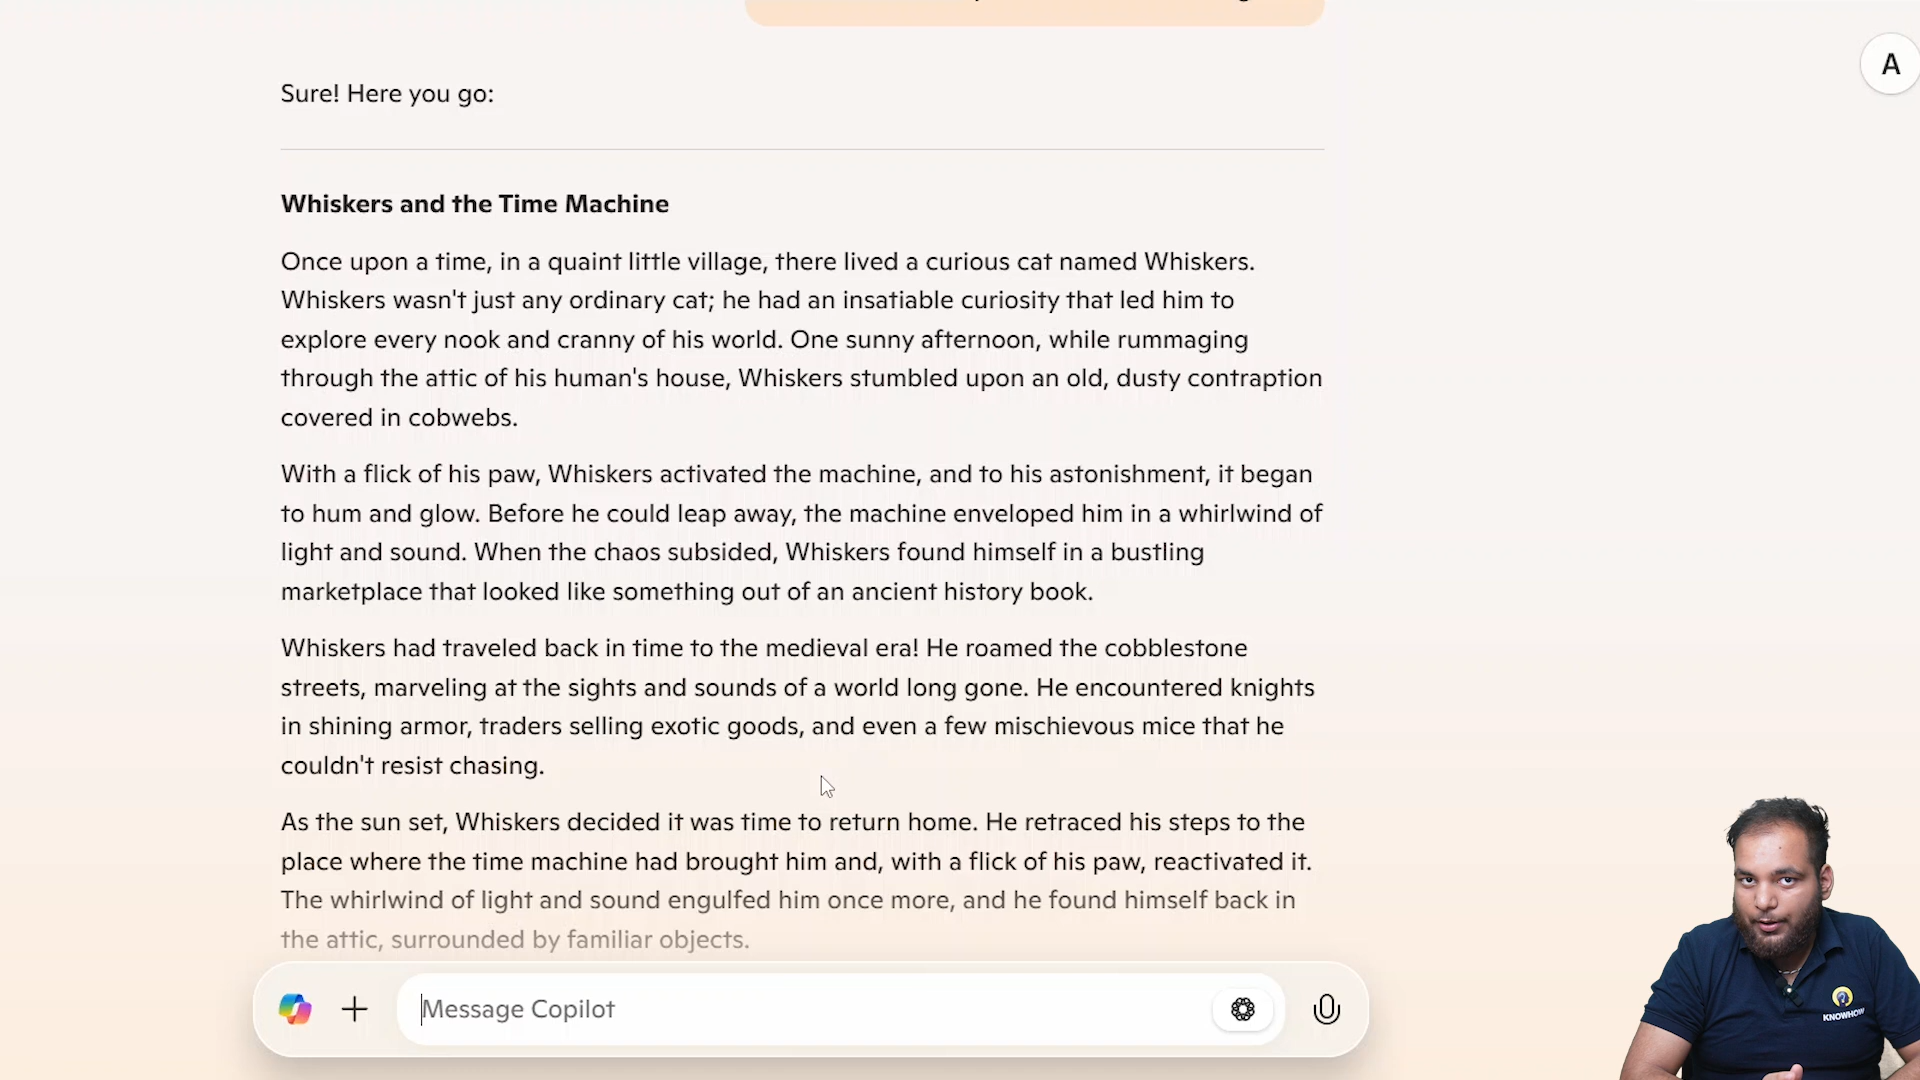 A
Sure! Here you go:
Whiskers and the Time Machine
Once upon a time, in a quaint little village, there lived a curious cat named Whiskers.
Whiskers wasn't just any ordinary cat; he had an insatiable curiosity that led him to
explore every nook and cranny of his world. One sunny afternoon, while rummaging
through the attic of his human's house, Whiskers stumbled upon an old, dusty contraption
covered in cobwebs.
With a flick of his paw, Whiskers activated the machine, and to his astonishment, it began
to hum and glow. Before he could leap away, the machine enveloped him in a whirlwind of
light and sound. When the chaos subsided, Whiskers found himself in a bustling
marketplace that looked like something out of an ancient history book.
Whiskers had traveled back in time to the medieval era! He roamed the cobblestone
streets, marveling at the sights and sounds of a world long gone. He encountered knights
in shining armor, traders selling exotic goods, and even a few mischievous mice that he
couldn't resist chasing.
As the sun set, Whiskers decided it was time to return home. He retraced his steps to the
place where the time machine had brought him and, with a flick of his paw, reactivated it.
The whirlwind of light and sound engulfed him once more, and he found himself back in
the attic, surrounded by familiar objects.
Message Copilot
KNOWHOW